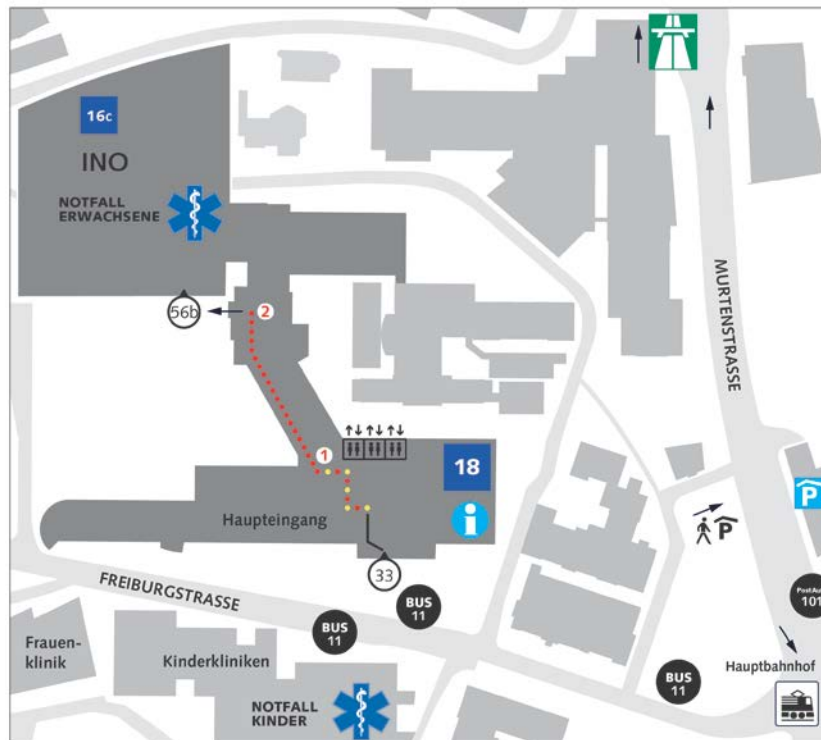 16c
INO
NOTFALL
ERWACHSENE
56b
2
MURTENSTRASSE
1
18
P
Haupteingang
i
P
33
FREIBURGSTRASSE
BUS
11
BUS
11
PostAuto
101
Frauen-
klinik
Kinderkliniken
BUS
11
Hauptbahnhof
NOTFALL
KINDER